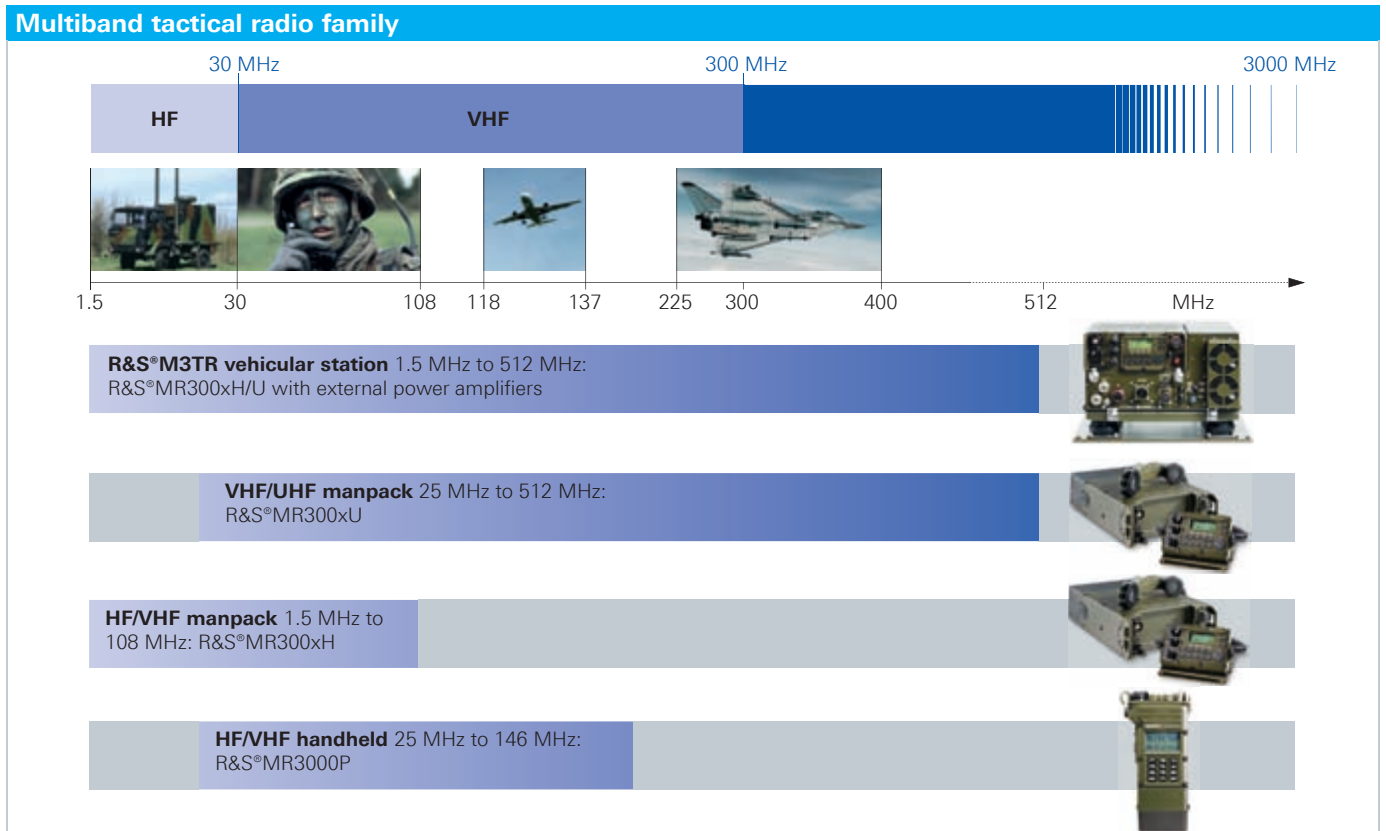 Multiband tactical radio family
30 MHz 300 MHz 3000 MHz
HF VHF
1.5 30 108 118 137 225 300 400 512 MHz
R&S®M3TR vehicular station 1.5 MHz to 512 MHz:
R&S®MR300xH/U with external power amplifiers
VHF/UHF manpack 25 MHz to 512 MHz:
R&S®MR300xU
HF/VHF manpack 1.5 MHz to
108 MHz: R&S®MR300xH
HF/VHF handheld 25 MHz to 146 MHz:
R&S®MR3000P